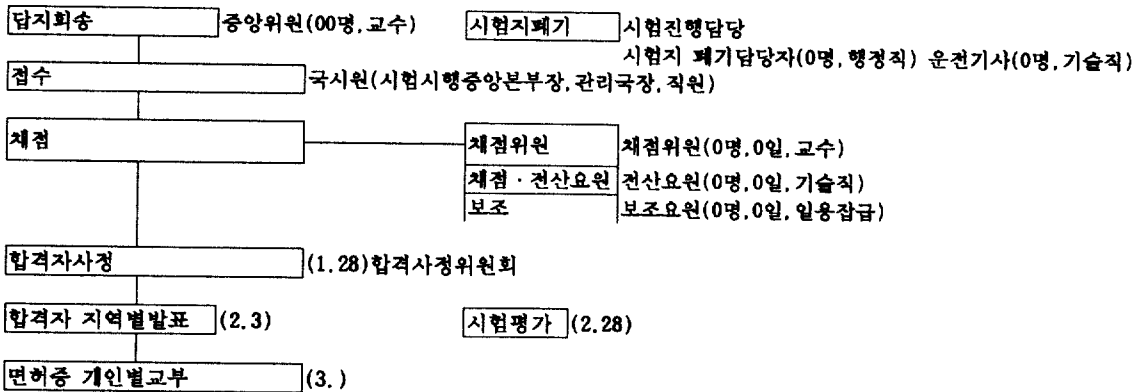 답지회송 중앙위원(00명,교수) 시험지폐기 시험진행담당
시험지 폐기담당자(0명,행정직) 운전기사(0명,기술직)
접수 국시원(시험시행중앙본부장,관리국장,직원)
채점 채점위원 채점위원(0명,0일,교수)
채점·전산요원 전산요원(0명,0일,기술직)
보조 보조요원(0명,0일,일용잡급)
합격자사정 (1.28)합격사정위원회
합격자 지역별발표 (2.3) 시험평가 (2.28)
면허증 개인별교부 (3.)